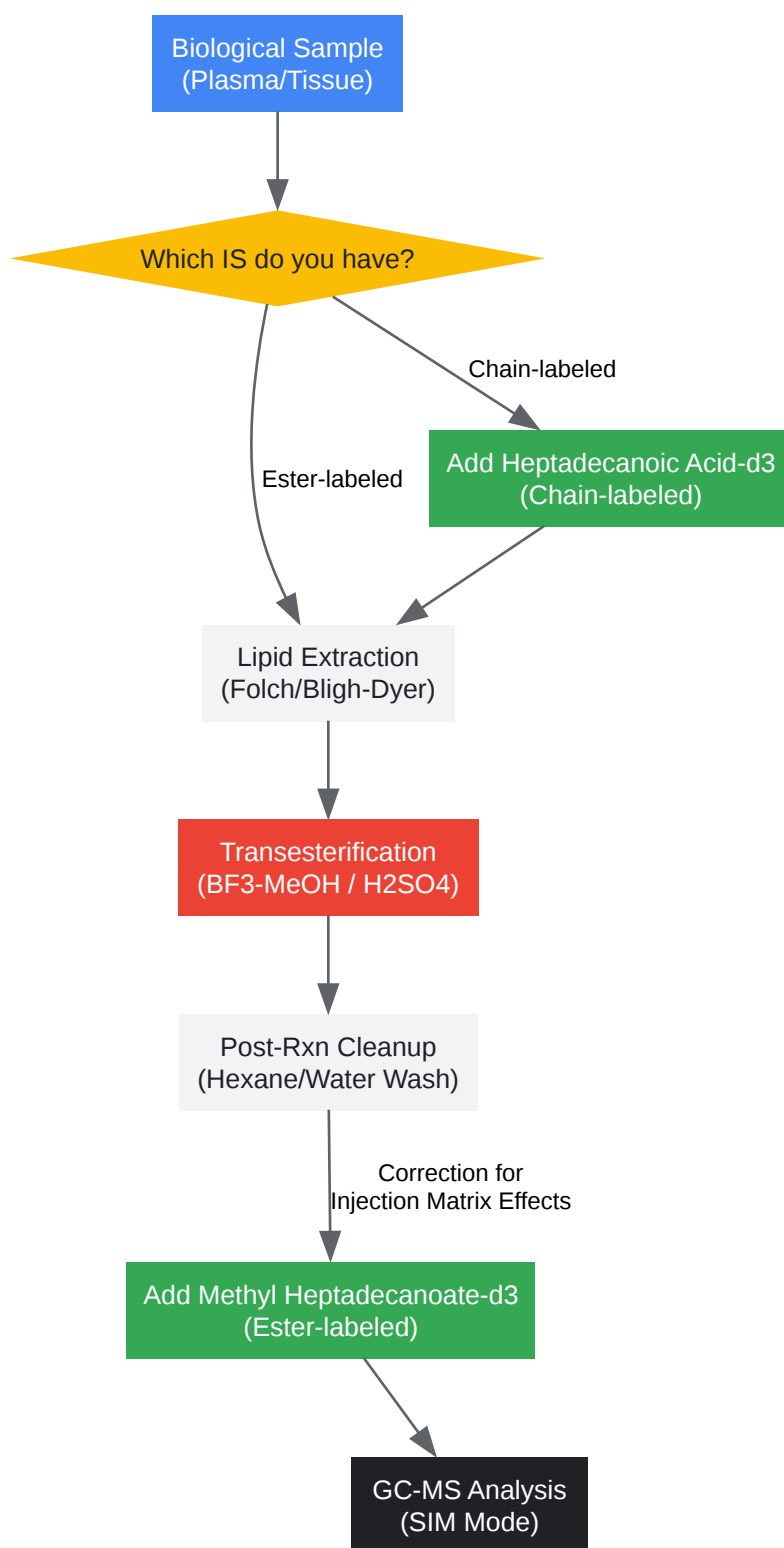 Biological Sample
(Plasma/Tissue)
Which IS do you have?
Chain-labeled
Add Heptadecanoic Acid-d3
(Chain-labeled)
Ester-labeled
Lipid Extraction
(Folch/Bligh-Dyer)
Transesterification
(BF3-MeOH / H2SO4)
Post-Rxn Cleanup
(Hexane/Water Wash)
Correction for
Injection Matrix Effects
Add Methyl Heptadecanoate-d3
(Ester-labeled)
GC-MS Analysis
(SIM Mode)